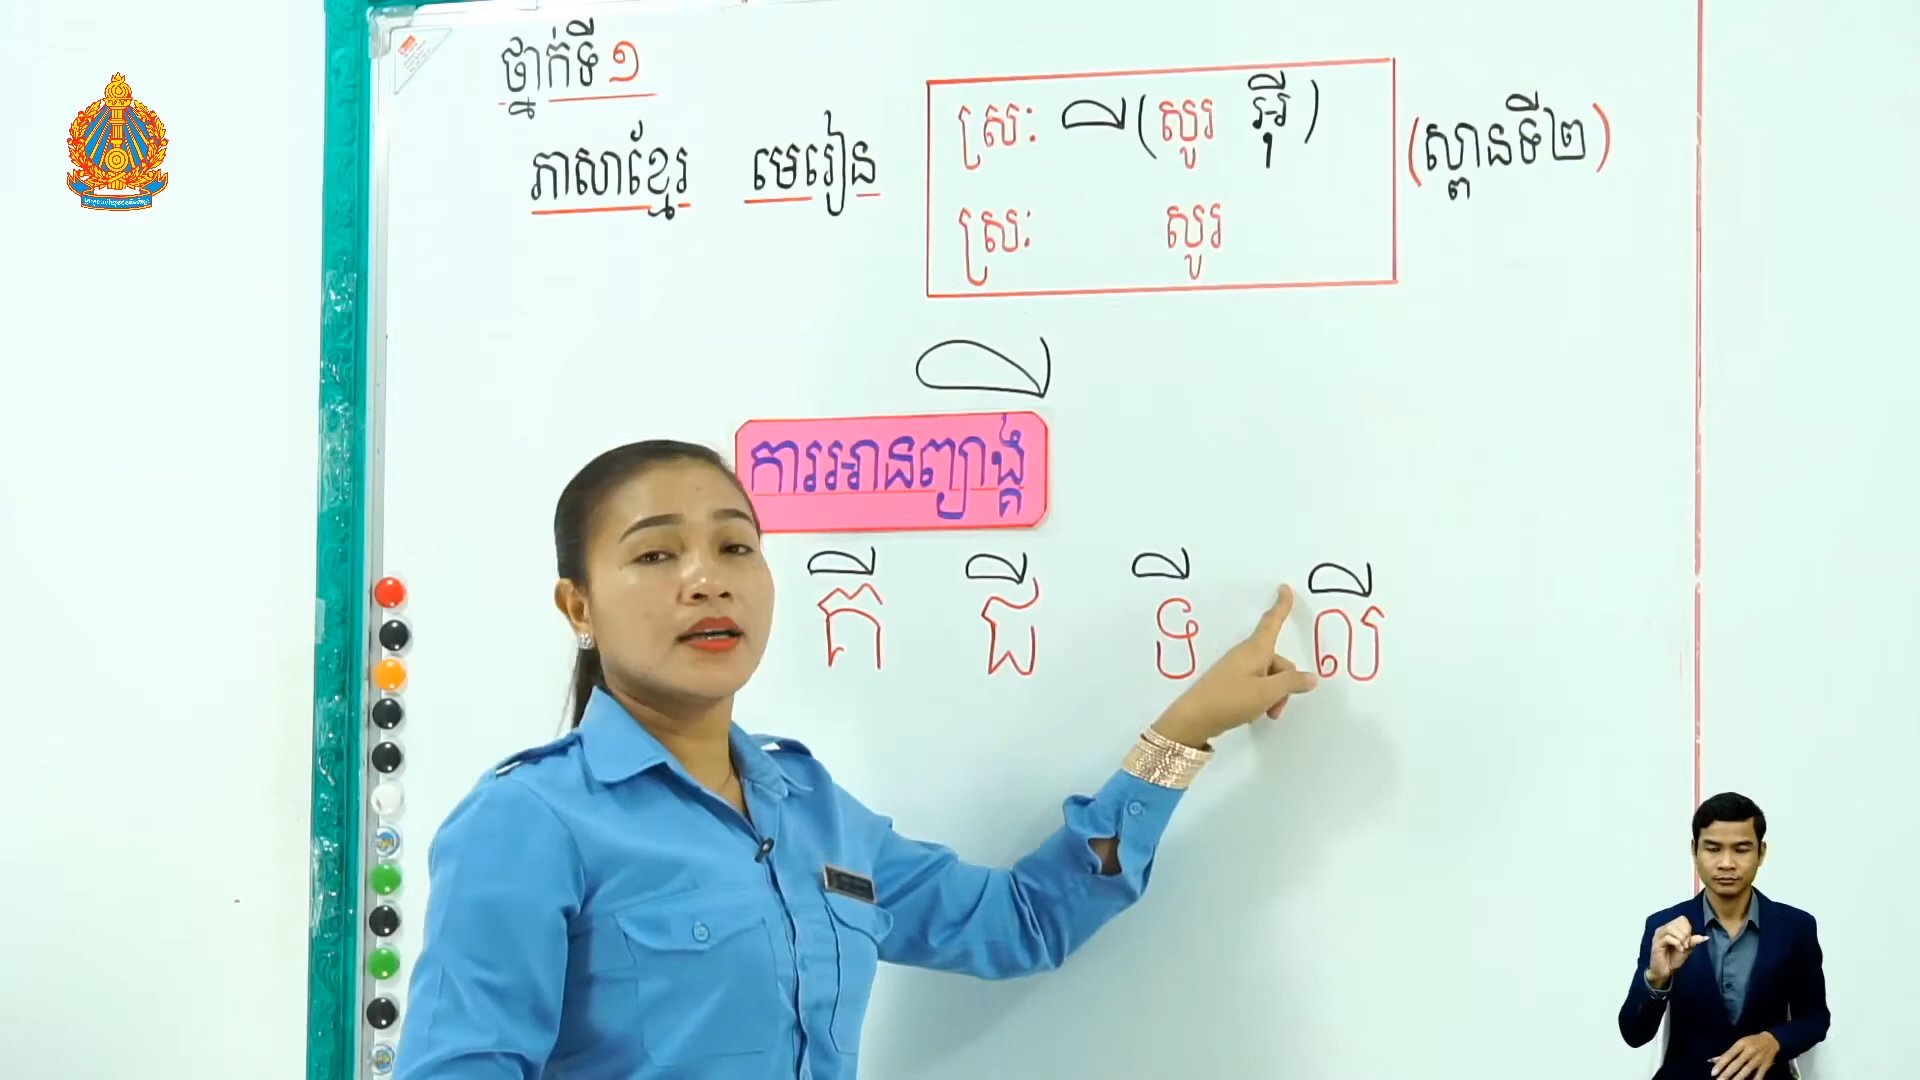 ថ្នាក់ទី១
ភាសាខ្មែរ មេរៀន
ស្រៈ ី (សូរ អ៊ី)
ស្រៈ សូរ
(ស្ពានទី២)
ី
ការអានព្យាង្គ
គី ជី ទី លី